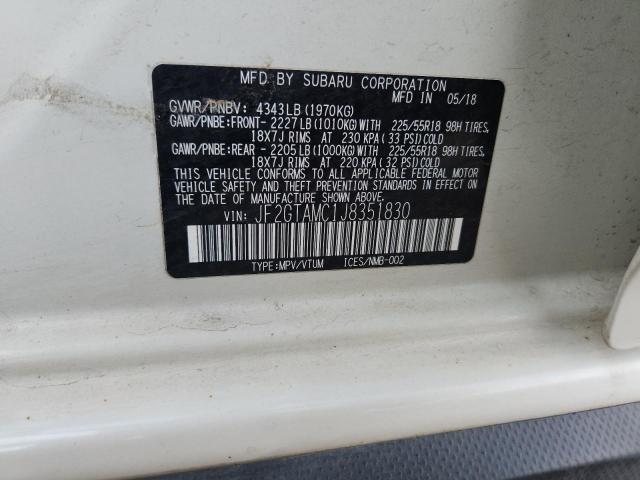 MFD BY SUBARU CORPORATION
MFD IN 05/18
GVWR/PNBV: 4343LB(1970KG)
GAWR/PNBE:FRONT- 2227LB(1010KG)WITH 225/55R18 98H TIRES,
18X7J RIMS AT 230 KPA(33 PSI)COLD
GAWR/PNBE:REAR - 2205LB(1000KG)WITH 225/55R18 98H TIRES,
18X7J RIMS AT 220 KPA(32 PSI)COLD
THIS VEHICLE CONFORMS TO ALL APPLICABLE FEDERAL MOTOR
VEHICLE SAFETY AND THEFT PREVENTION STANDARDS IN EFFECT
ON THE DATE OF MANUFACTURE SHOWN ABOVE.
VIN: JF2GTAMC1J8351830
TYPE:MPV/VTUM ICES/NMB-002